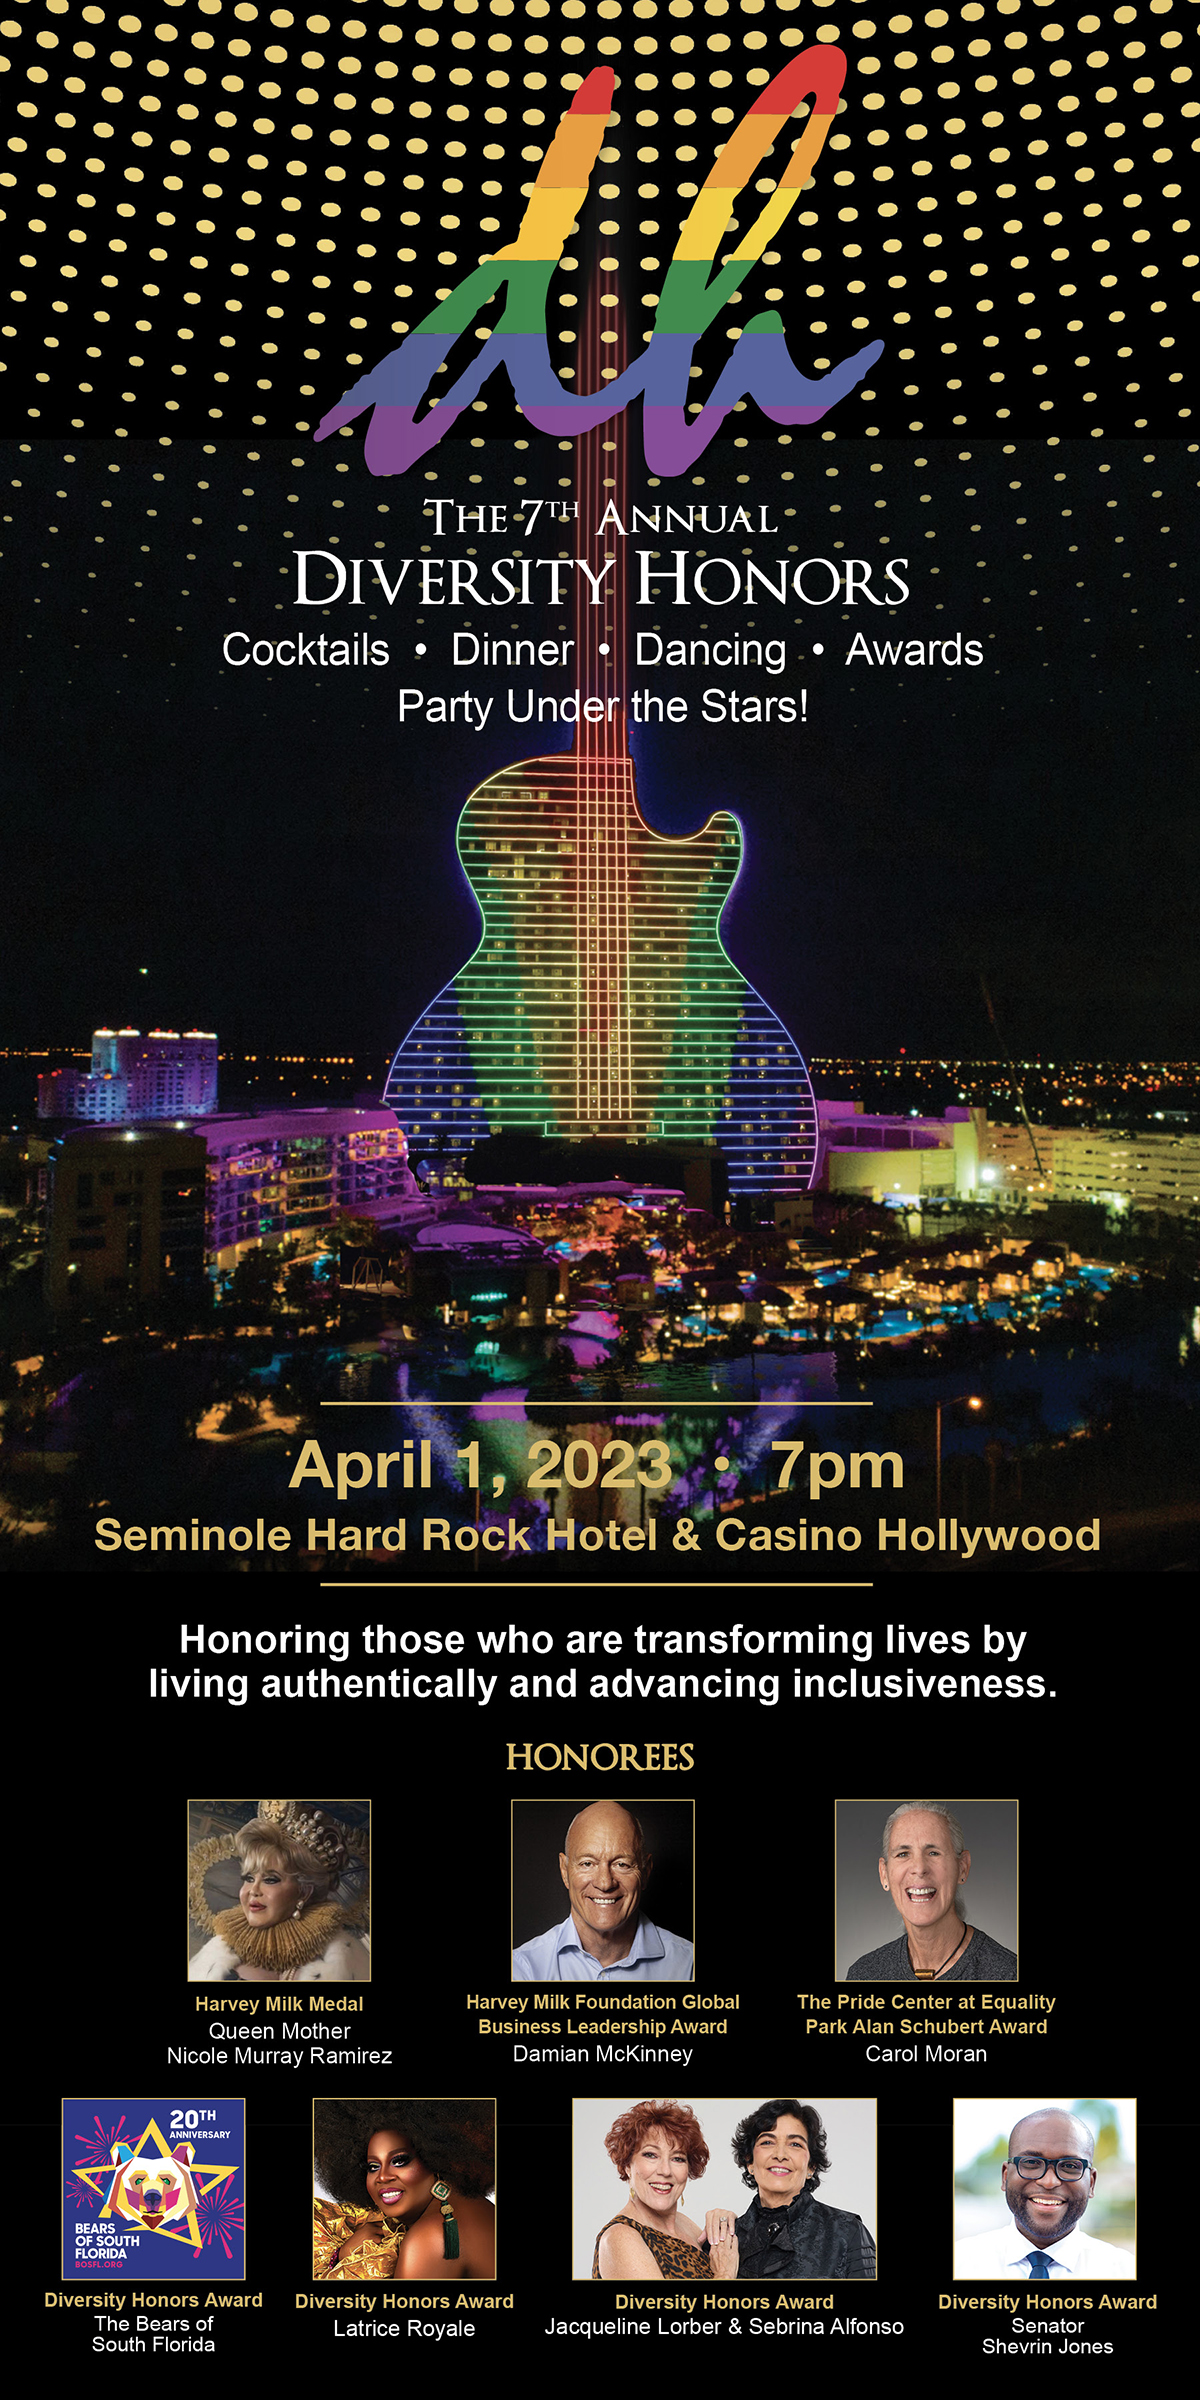 dh
THE 7TH ANNUAL
DIVERSITY HONORS
Cocktails • Dinner • Dancing • Awards
Party Under the Stars!
April 1, 2023 • 7pm
Seminole Hard Rock Hotel & Casino Hollywood
Honoring those who are transforming lives by
living authentically and advancing inclusiveness.
HONOREES
Harvey Milk Medal
Queen Mother
Nicole Murray Ramirez
Harvey Milk Foundation Global
Business Leadership Award
Damian McKinney
The Pride Center at Equality
Park Alan Schubert Award
Carol Moran
20TH
ANNIVERSARY
BEARS
OF SOUTH
FLORIDA
BOSFL.ORG
Diversity Honors Award
The Bears of
South Florida
Diversity Honors Award
Latrice Royale
Diversity Honors Award
Jacqueline Lorber & Sebrina Alfonso
Diversity Honors Award
Senator
Shevrin Jones